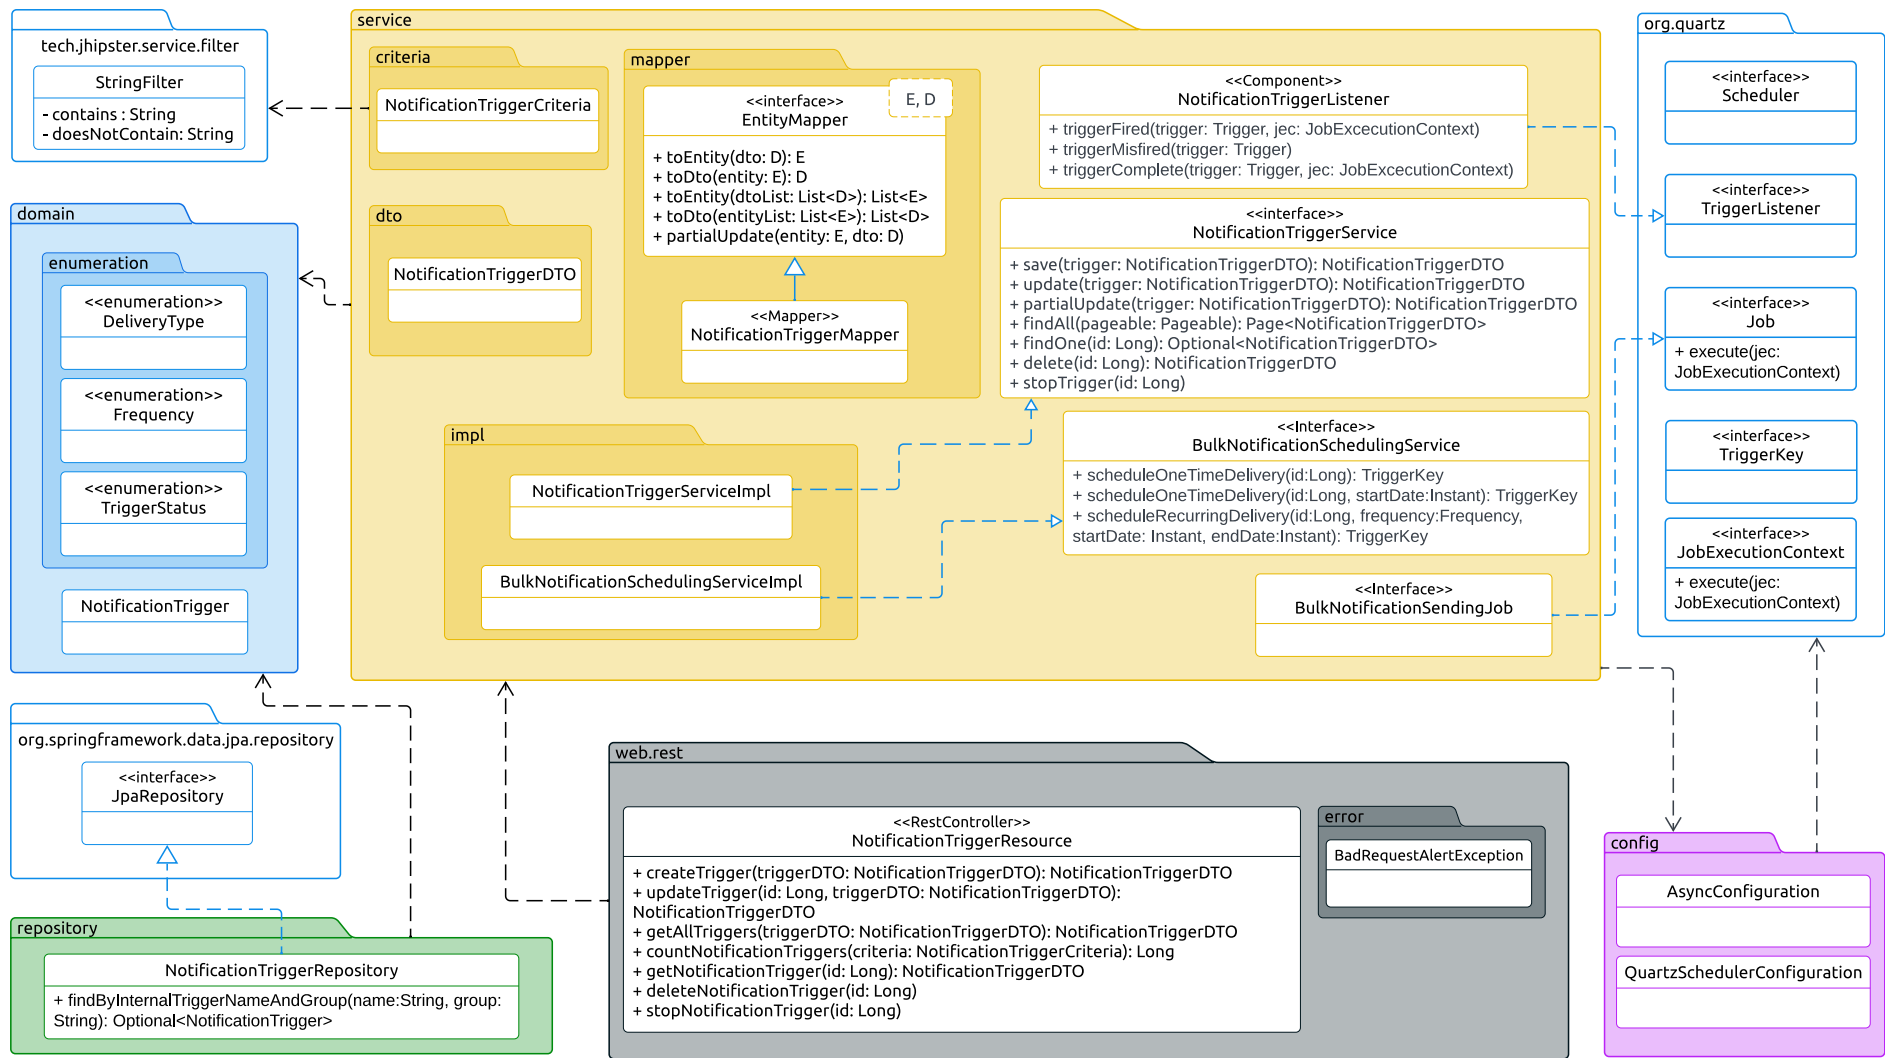 tech.jhipster.service.filter
StringFilter
- contains : String
- doesNotContain: String
domain
enumeration
<<enumeration>>
DeliveryType
<<enumeration>>
Frequency
<<enumeration>>
TriggerStatus
NotificationTrigger
service
criteria
NotificationTriggerCriteria
dto
NotificationTriggerDTO
mapper
E, D
<<interface>>
EntityMapper
+ toEntity(dto: D): E
+ toDto(entity: E): D
+ toEntity(dtoList: List<D>): List<E>
+ toDto(entityList: List<E>): List<D>
+ partialUpdate(entity: E, dto: D)
<<Mapper>>
NotificationTriggerMapper
<<Component>>
NotificationTriggerListener
+ triggerFired(trigger: Trigger, jec: JobExcecutionContext)
+ triggerMisfired(trigger: Trigger)
+ triggerComplete(trigger: Trigger, jec: JobExcecutionContext)
<<interface>>
NotificationTriggerService
+ save(trigger: NotificationTriggerDTO): NotificationTriggerDTO
+ update(trigger: NotificationTriggerDTO): NotificationTriggerDTO
+ partialUpdate(trigger: NotificationTriggerDTO): NotificationTriggerDTO
+ findAll(pageable: Pageable): Page<NotificationTriggerDTO>
+ findOne(id: Long): Optional<NotificationTriggerDTO>
+ delete(id: Long): NotificationTriggerDTO
+ stopTrigger(id: Long)
impl
NotificationTriggerServiceImpl
BulkNotificationSchedulingServiceImpl
<<Interface>>
BulkNotificationSchedulingService
+ scheduleOneTimeDelivery(id:Long): TriggerKey
+ scheduleOneTimeDelivery(id:Long, startDate:Instant): TriggerKey
+ scheduleRecurringDelivery(id:Long, frequency:Frequency,
startDate: Instant, endDate:Instant): TriggerKey
<<Interface>>
BulkNotificationSendingJob
org.quartz
<<interface>>
Scheduler
<<interface>>
TriggerListener
<<interface>>
Job
+ execute(jec:
JobExecutionContext)
<<interface>>
TriggerKey
<<interface>>
JobExecutionContext
+ execute(jec:
JobExecutionContext)
org.springframework.data.jpa.repository
<<interface>>
JpaRepository
repository
NotificationTriggerRepository
+ findByInternalTriggerNameAndGroup(name:String, group:
String): Optional<NotificationTrigger>
web.rest
<<RestController>>
NotificationTriggerResource
+ createTrigger(triggerDTO: NotificationTriggerDTO): NotificationTriggerDTO
+ updateTrigger(id: Long, triggerDTO: NotificationTriggerDTO):
NotificationTriggerDTO
+ getAllTriggers(triggerDTO: NotificationTriggerDTO): NotificationTriggerDTO
+ countNotificationTriggers(criteria: NotificationTriggerCriteria): Long
+ getNotificationTrigger(id: Long): NotificationTriggerDTO
+ deleteNotificationTrigger(id: Long)
+ stopNotificationTrigger(id: Long)
error
BadRequestAlertException
config
AsyncConfiguration
QuartzSchedulerConfiguration